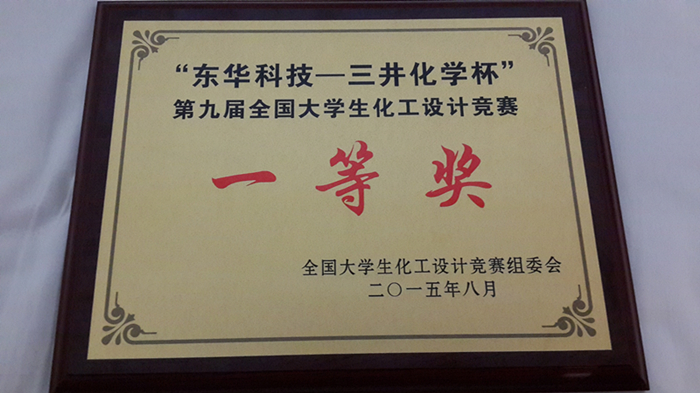 “东华科技—三井化学杯”
第九届全国大学生化工设计竞赛
一等奖
全国大学生化工设计竞赛组委会
二〇一五年八月